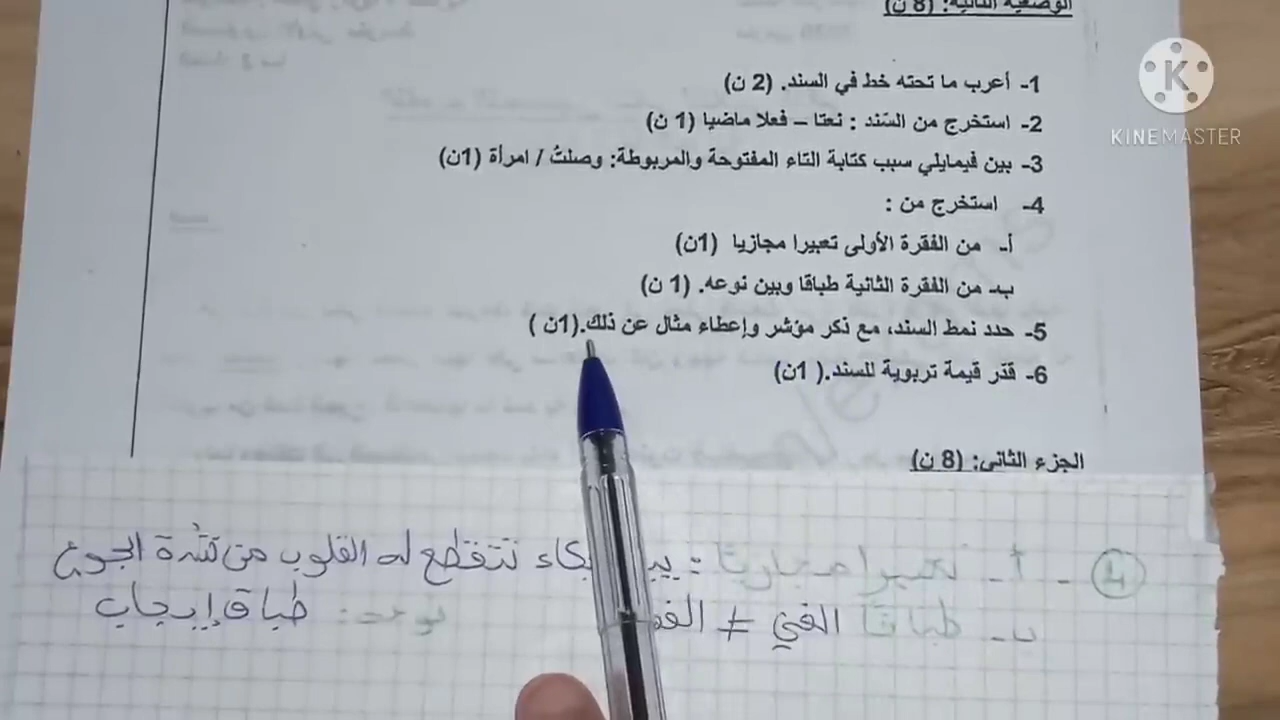 الوضعية الثانية: (8 ن)
1- أعرب ما تحته خط في السند. (2 ن)
2- استخرج من السّند : نعتا – فعلا ماضيا (1 ن)
3- بين فيمايلي سبب كتابة التاء المفتوحة والمربوطة: وصلتُ / امرأة (1ن)
4- استخرج من :
أ- من الفقرة الأولى تعبيرا مجازيا (1ن)
ب- من الفقرة الثانية طباقا وبين نوعه. (1 ن)
5- حدد نمط السند، مع ذكر مؤشر وإعطاء مثال عن ذلك.(1ن )
6- قدّر قيمة تربوية للسند.( 1ن)
الجزء الثاني: (8 ن)
4 - أ- تعبيرا مجازيا : تتقطع له القلوب من شدة الجوع
ب- طباقا الغني ≠ نوعه: طباق إيجاب
KINEMASTER